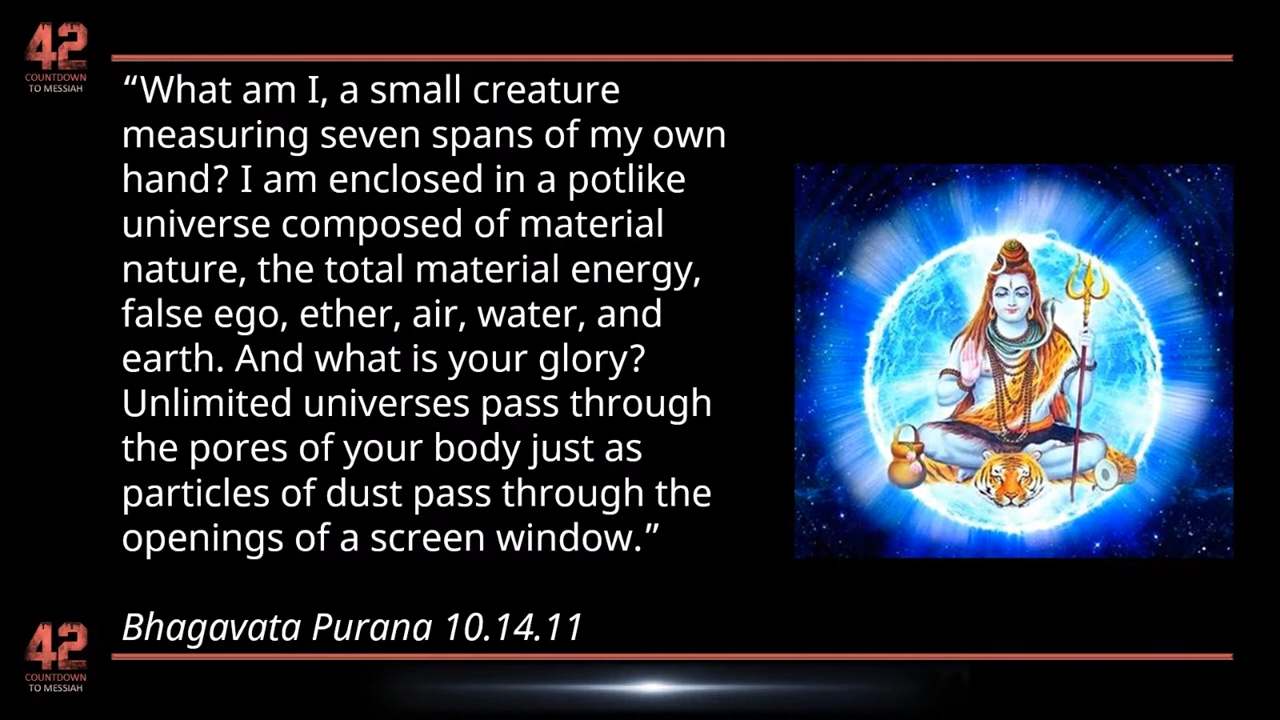 42
COUNTDOWN
TO MESSIAH
“What am I, a small creature
measuring seven spans of my own
hand? I am enclosed in a potlike
universe composed of material
nature, the total material energy,
false ego, ether, air, water, and
earth. And what is your glory?
Unlimited universes pass through
the pores of your body just as
particles of dust pass through the
openings of a screen window.”
Bhagavata Purana 10.14.11
42
COUNTDOWN
TO MESSIAH